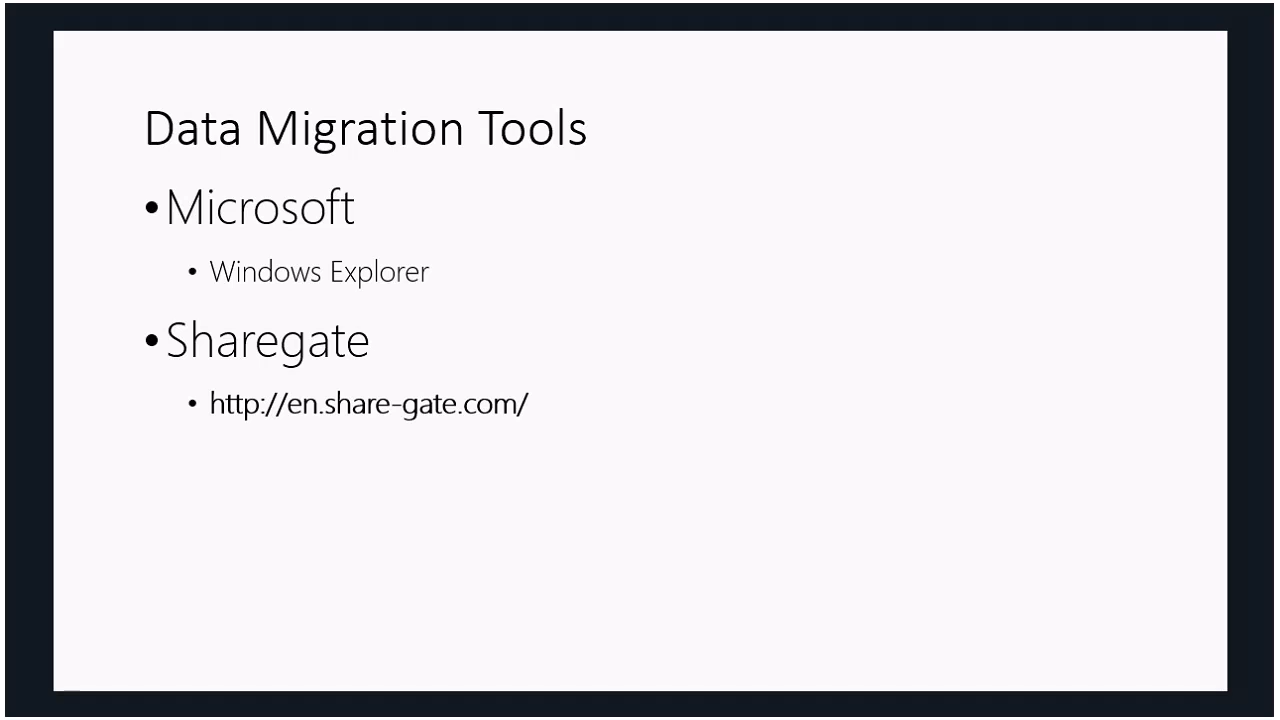 Data Migration Tools
•Microsoft
• Windows Explorer
•Sharegate
• http://en.share-gate.com/